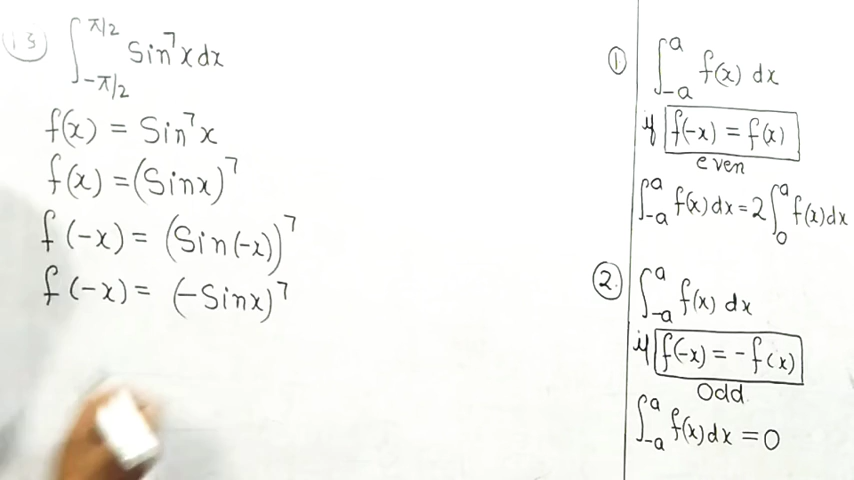 13 ∫_{-π/2}^{π/2} Sin⁷x dx
f(x) = Sin⁷x
f(x) = (Sinx)⁷
f(-x) = (Sin(-x))⁷
f(-x) = (-Sinx)⁷
① ∫_{-a}^{a} f(x) dx
if f(-x) = f(x)
even
∫_{-a}^{a} f(x) dx = 2∫_{0}^{a} f(x) dx
② ∫_{-a}^{a} f(x) dx
if f(-x) = -f(x)
Odd
∫_{-a}^{a} f(x) dx = 0